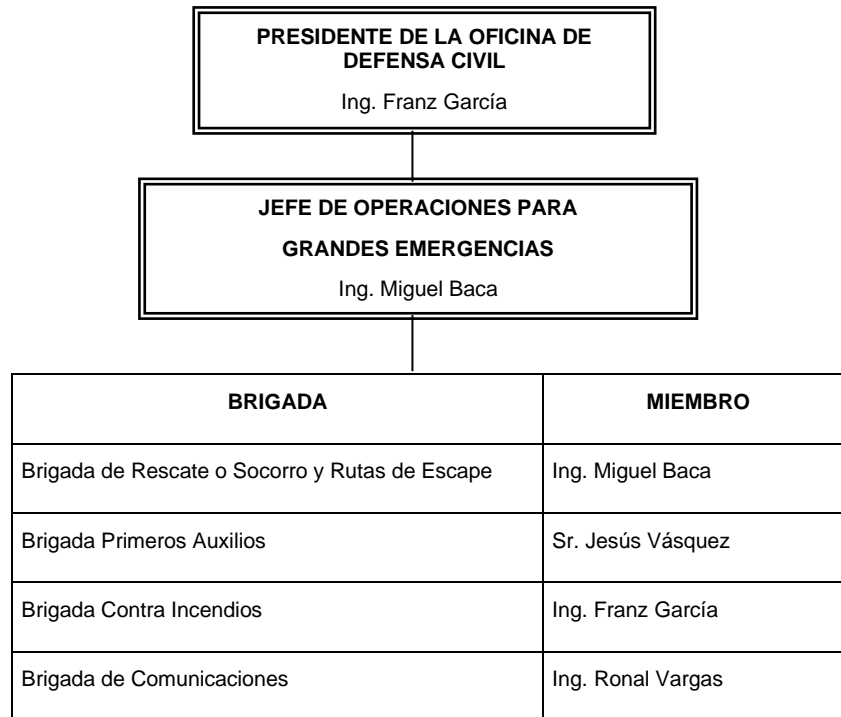 PRESIDENTE DE LA OFICINA DE
DEFENSA CIVIL
Ing. Franz García
JEFE DE OPERACIONES PARA
GRANDES EMERGENCIAS
Ing. Miguel Baca
BRIGADA MIEMBRO
Brigada de Rescate o Socorro y Rutas de Escape Ing. Miguel Baca
Brigada Primeros Auxilios Sr. Jesús Vásquez
Brigada Contra Incendios Ing. Franz García
Brigada de Comunicaciones Ing. Ronal Vargas